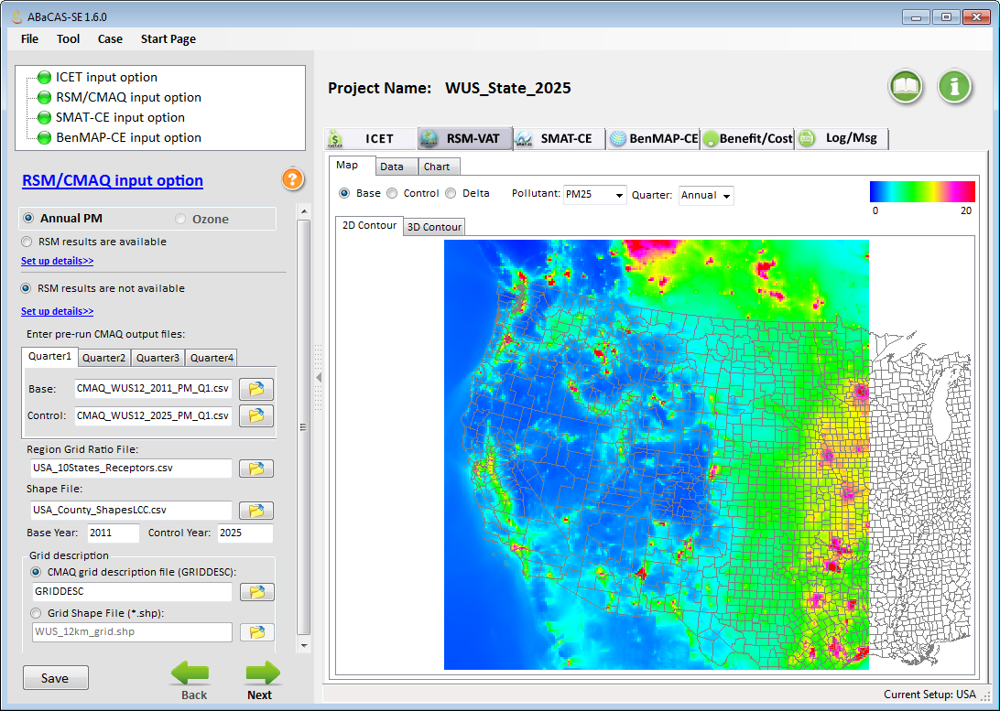 ABaCAS-SE 1.6.0
File Tool Case Start Page
ICET input option
RSM/CMAQ input option
SMAT-CE input option
BenMAP-CE input option
RSM/CMAQ input option
?
Annual PM Ozone
RSM results are available
Set up details>>
RSM results are not available
Set up details>>
Enter pre-run CMAQ output files:
Quarter1 Quarter2 Quarter3 Quarter4
Base: CMAQ_WUS12_2011_PM_Q1.csv
Control: CMAQ_WUS12_2025_PM_Q1.csv
Region Grid Ratio File:
USA_10States_Receptors.csv
Shape File:
USA_County_ShapesLCC.csv
Base Year: 2011 Control Year: 2025
Grid description
CMAQ grid description file (GRIDDESC):
GRIDDESC
Grid Shape File (*.shp):
WUS_12km_grid.shp
Save Back Next
Project Name: WUS_State_2025
i
ICET RSM-VAT SMAT-CE BenMAP-CE Benefit/Cost Log/Msg
Map Data Chart
Base Control Delta Pollutant: PM25 Quarter: Annual
0 20
2D Contour 3D Contour
Current Setup: USA